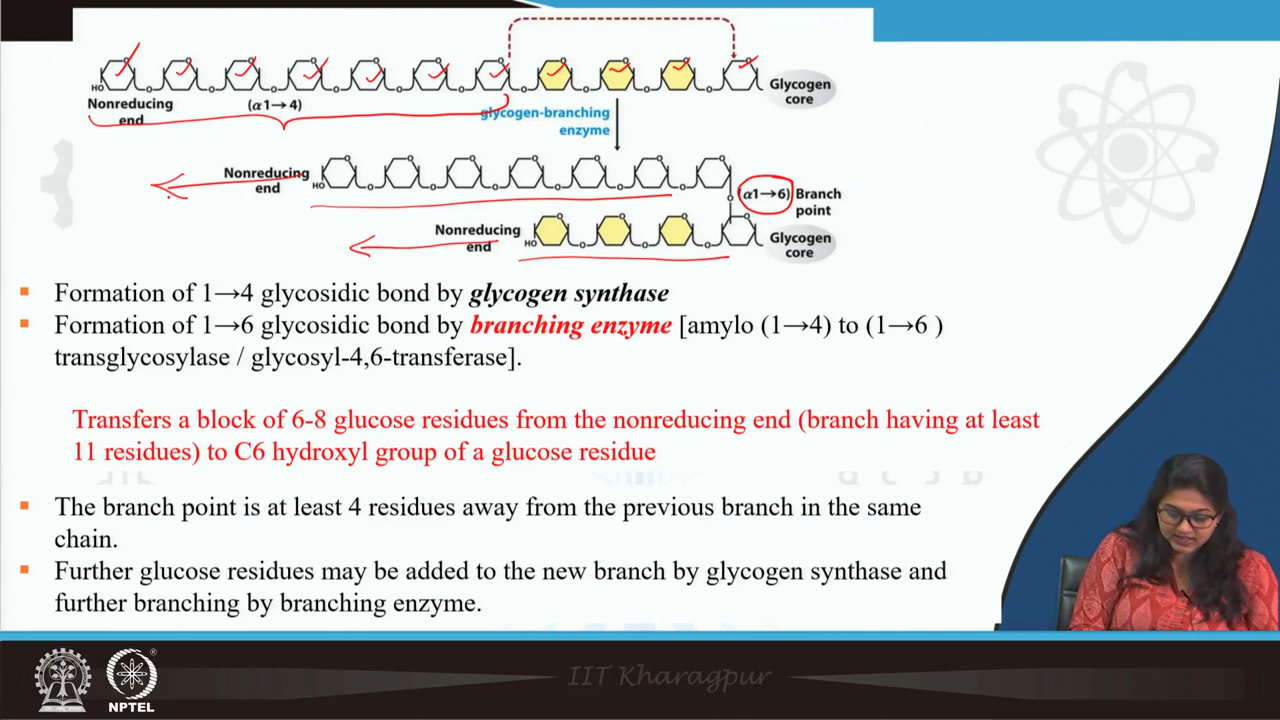 HO
Nonreducing
end
(α1→4)
Glycogen
core
glycogen-branching
enzyme
Nonreducing
end
HO
(α1→6) Branch
point
Nonreducing
end
HO
Glycogen
core
▪ Formation of 1→4 glycosidic bond by glycogen synthase
▪ Formation of 1→6 glycosidic bond by branching enzyme [amylo (1→4) to (1→6 )
transglycosylase / glycosyl-4,6-transferase].
Transfers a block of 6-8 glucose residues from the nonreducing end (branch having at least
11 residues) to C6 hydroxyl group of a glucose residue
▪ The branch point is at least 4 residues away from the previous branch in the same
chain.
▪ Further glucose residues may be added to the new branch by glycogen synthase and
further branching by branching enzyme.
IIT Kharagpur
NPTEL